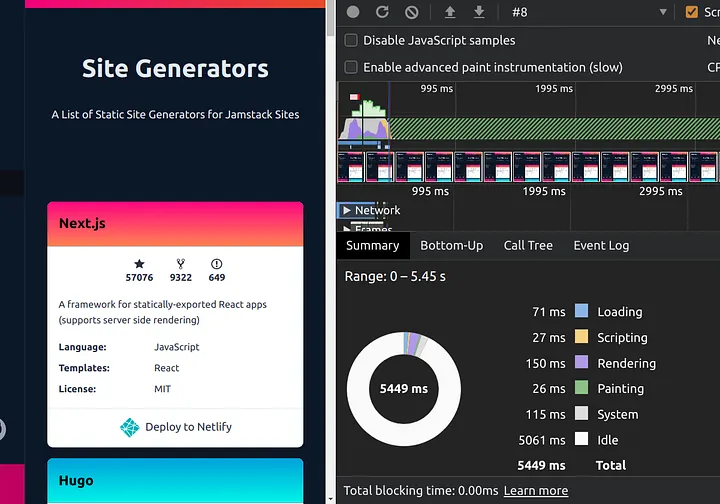 Site Generators
A List of Static Site Generators for Jamstack Sites
Next.js
57076 9322 649
A framework for statically-exported React apps
(supports server side rendering)
Language: JavaScript
Templates: React
License: MIT
Deploy to Netlify
Hugo
#8
Scr
Disable JavaScript samples
Ne
Enable advanced paint instrumentation (slow)
CP
995 ms 1995 ms 2995 ms
995 ms 1995 ms 2995 ms
Network
Frames
Summary Bottom-Up Call Tree Event Log
Range: 0 – 5.45 s
5449 ms
71 ms Loading
27 ms Scripting
150 ms Rendering
26 ms Painting
115 ms System
5061 ms Idle
5449 ms Total
Total blocking time: 0.00ms Learn more